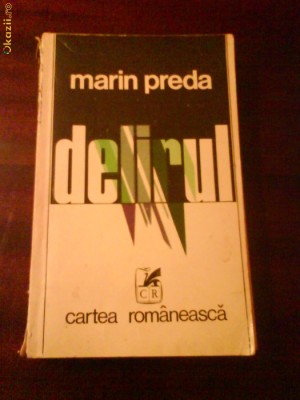 Okazii.ro
marin preda
delirul
CR
cartea românească